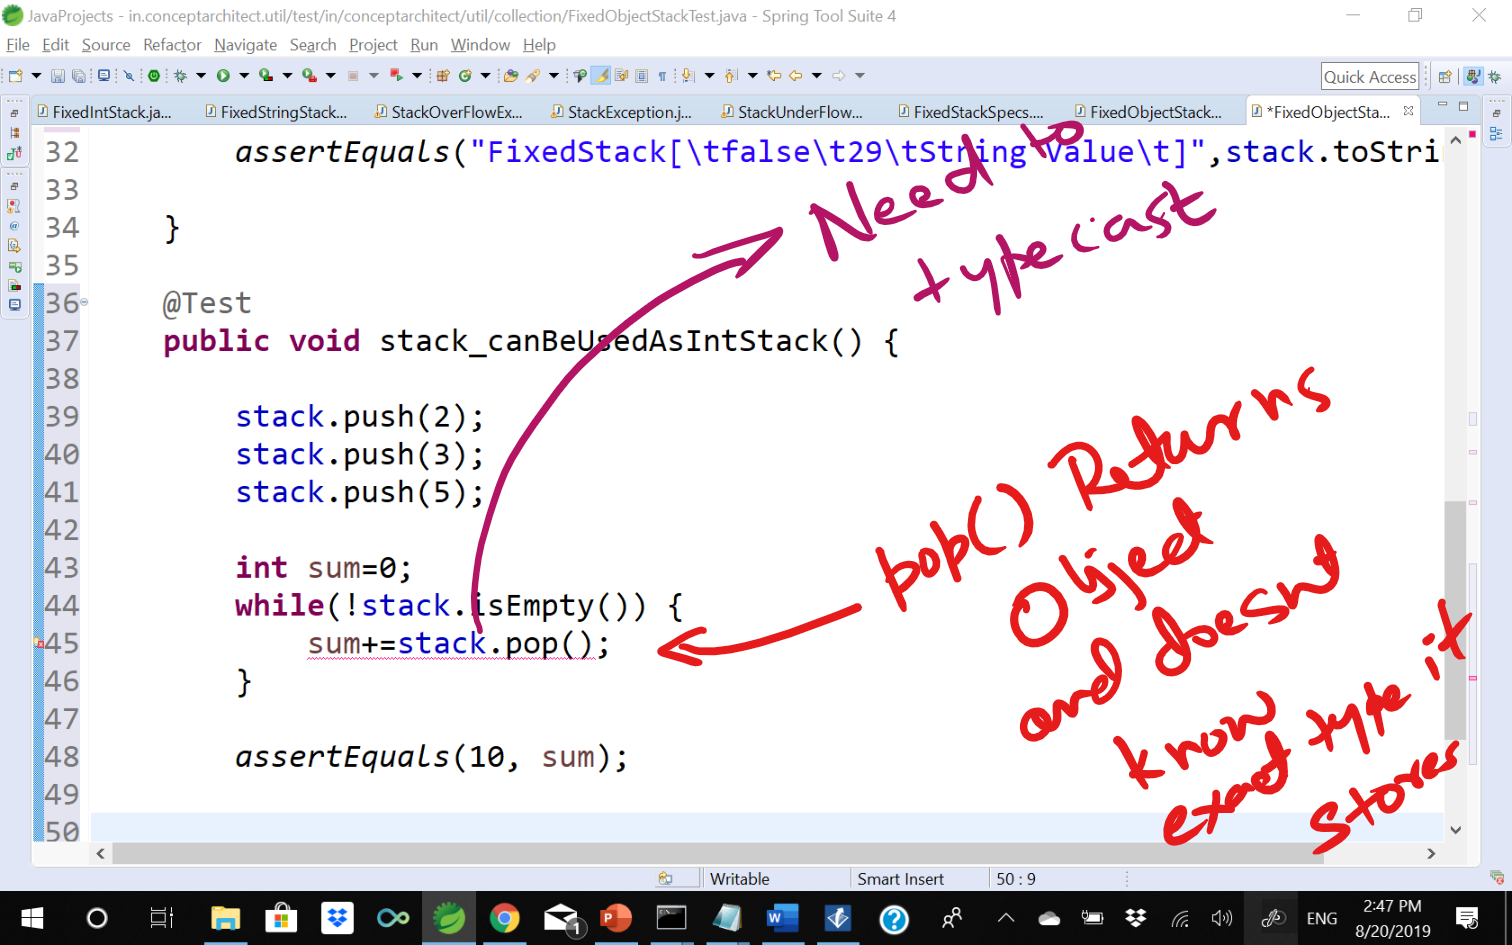 JavaProjects - in.conceptarchitect.util/test/in/conceptarchitect/util/collection/FixedObjectStackTest.java - Spring Tool Suite 4
File Edit Source Refactor Navigate Search Project Run Window Help
Quick Access
FixedIntStack.ja... FixedStringStack... StackOverFlowEx... StackException.j... StackUnderFlow... FixedStackSpecs.... FixedObjectStack... *FixedObjectSta...
32 assertEquals("FixedStack[\tfalse\t29\tString Value\t]",stack.toStri
33
34 }
35
36 @Test
37 public void stack_canBeUsedAsIntStack() {
38
39 stack.push(2);
40 stack.push(3);
41 stack.push(5);
42
43 int sum=0;
44 while(!stack.isEmpty()) {
45 sum+=stack.pop();
46 }
47
48 assertEquals(10, sum);
49
50
Need to
typecast
pop() Returns
Object
and doesnt
know
exact type it
stores
Writable Smart Insert 50 : 9
1
ENG
2:47 PM
8/20/2019